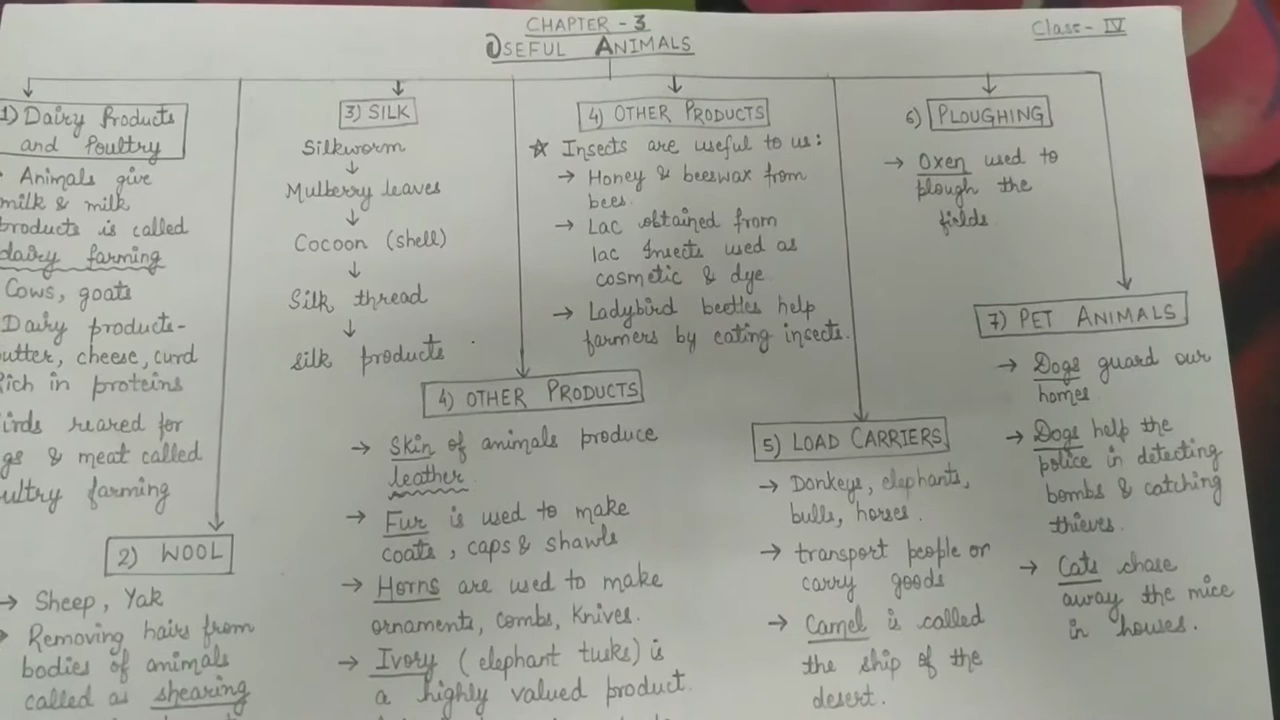 CHAPTER - 3
USEFUL ANIMALS
Class- IV
1) Dairy Products
and Poultry
Animals give
milk & milk
products is called
dairy farming
Cows, goats
Dairy products-
utter, cheese, curd
Rich in proteins
irds reared for
gs & meat called
ultry farming
2) WOOL
→ Sheep, Yak
→ Removing hairs from
bodies of animals
called as shearing
3) SILK
Silkworm
↓
Mulberry leaves
↓
Cocoon (shell)
↓
Silk thread
↓
silk products
4) OTHER PRODUCTS
☆ Insects are useful to us:
→ Honey & beeswax from
bees.
→ Lac obtained from
lac Insects used as
cosmetic & dye
→ Ladybird beetles help
farmers by eating insects.
4) OTHER PRODUCTS
→ Skin of animals produce
leather
→ Fur is used to make
coats, caps & shawls
→ Horns are used to make
ornaments, combs, Knives.
→ Ivory (elephant tusks) is
a highly valued product.
5) LOAD CARRIERS
→ Donkeys, elephants,
bulls, horses.
→ transport people or
carry goods
→ Camel is called
the ship of the
desert.
6) PLOUGHING
→ Oxen used to
plough the
fields.
7) PET ANIMALS
→ Dogs guard our
homes
→ Dogs help the
police in detecting
bombs & catching
thieves.
→ Cats chase
away the mice
in houses.